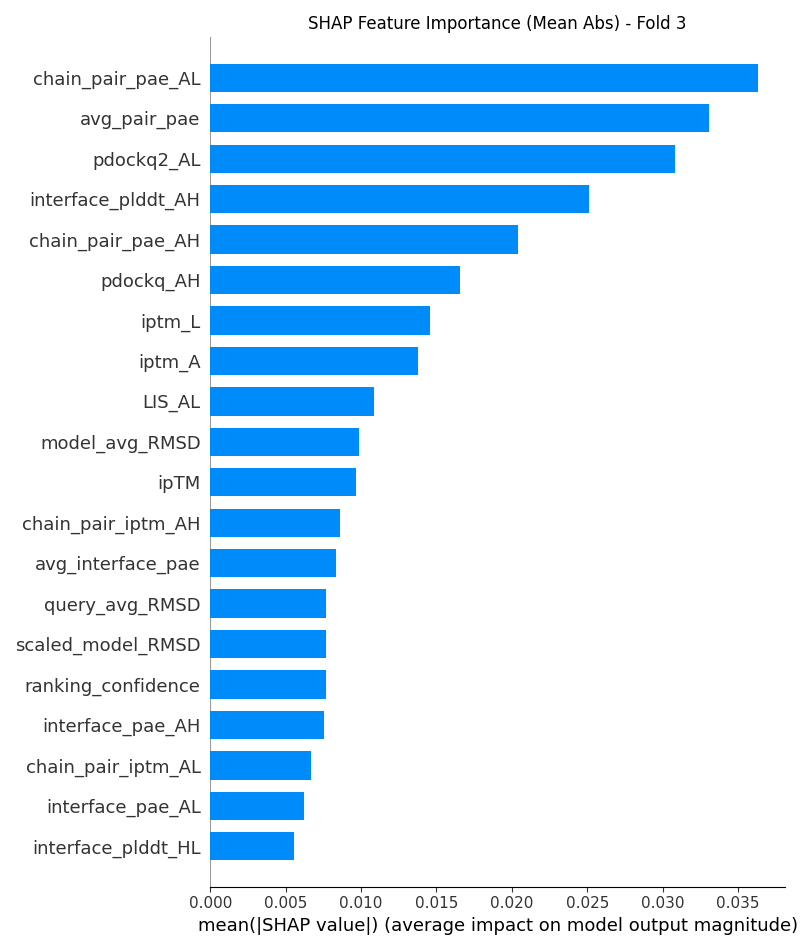 SHAP Feature Importance (Mean Abs) - Fold 3
chain_pair_pae_AL
avg_pair_pae
pdockq2_AL
interface_plddt_AH
chain_pair_pae_AH
pdockq_AH
iptm_L
iptm_A
LIS_AL
model_avg_RMSD
ipTM
chain_pair_iptm_AH
avg_interface_pae
query_avg_RMSD
scaled_model_RMSD
ranking_confidence
interface_pae_AH
chain_pair_iptm_AL
interface_pae_AL
interface_plddt_HL
0.000 0.005 0.010 0.015 0.020 0.025 0.030 0.035
mean(|SHAP value|) (average impact on model output magnitude)